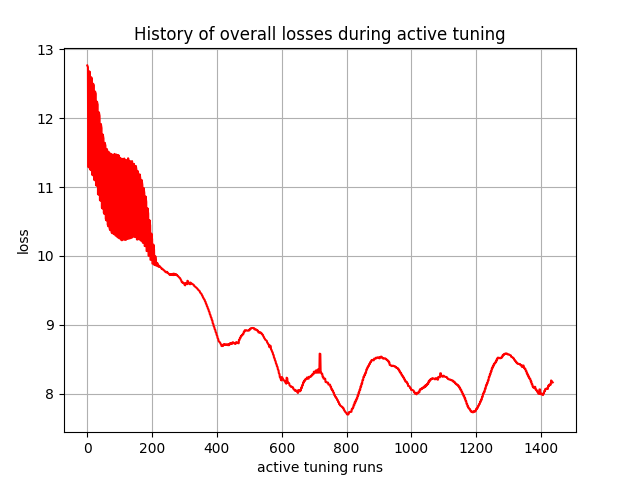 History of overall losses during active tuning
13
12
11
10
9
8
loss
0 200 400 600 800 1000 1200 1400
active tuning runs